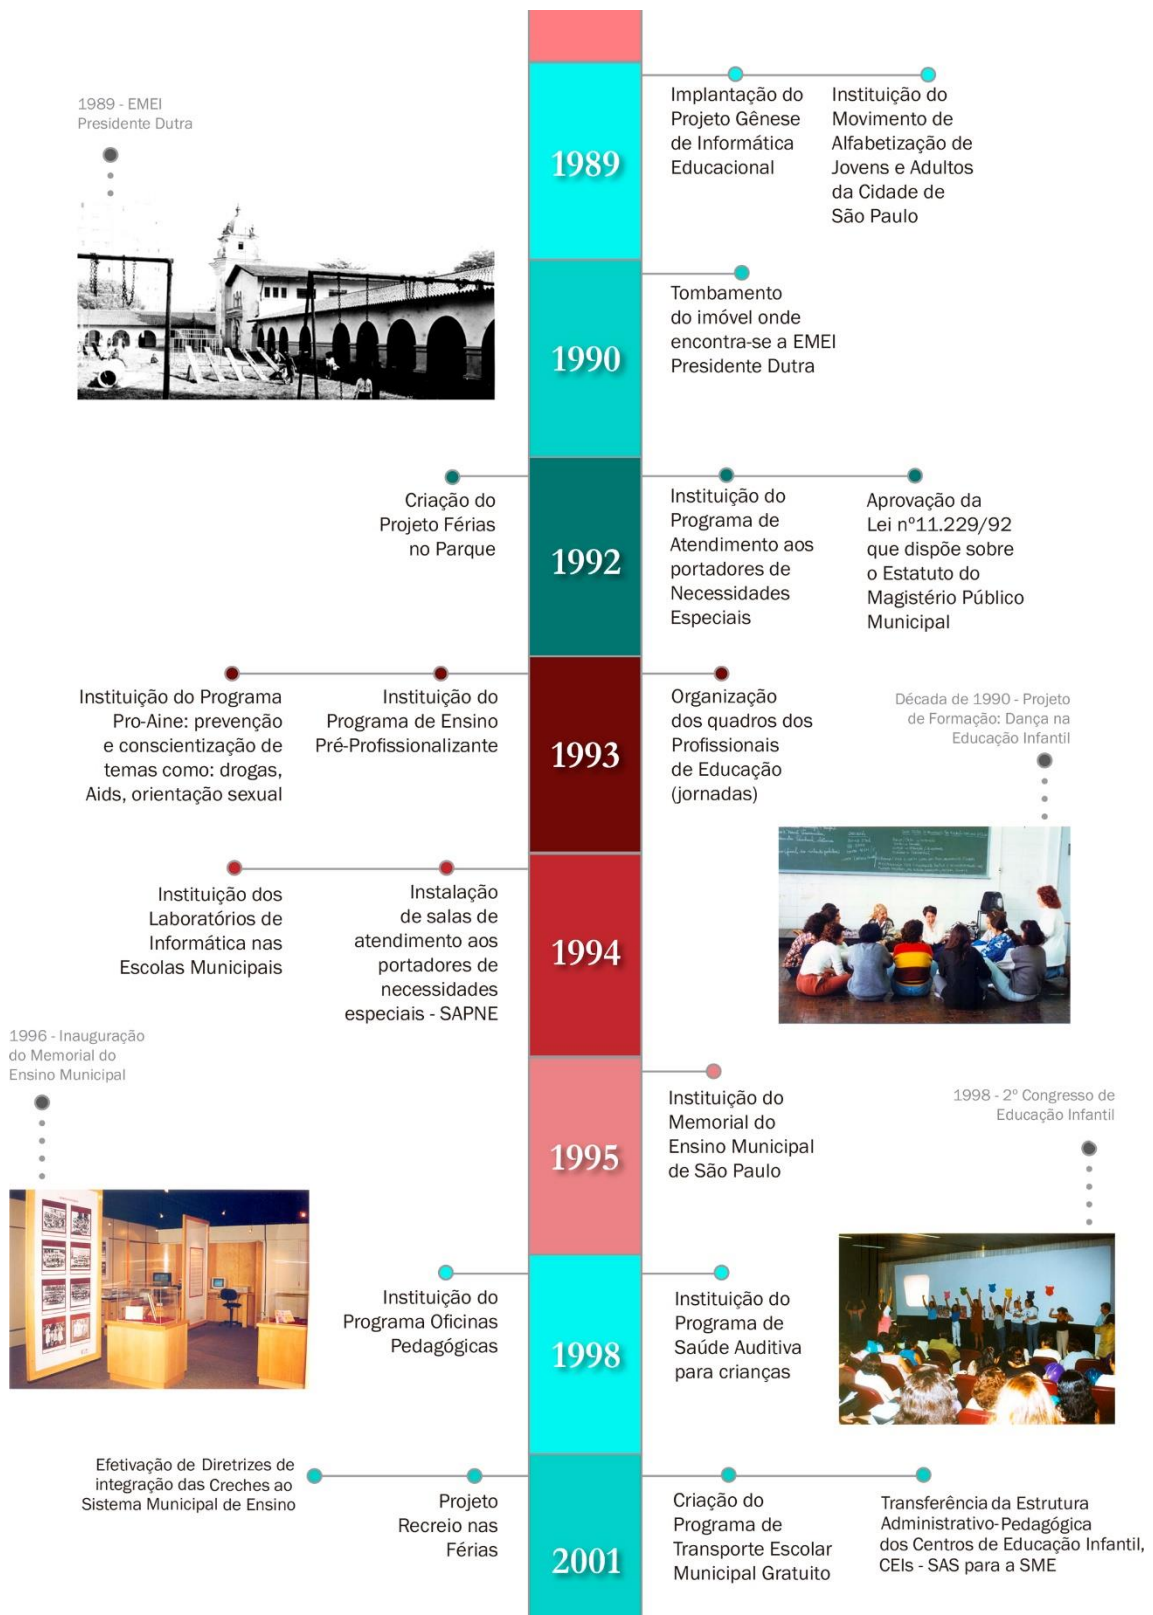 1989 - EMEI
Presidente Dutra
1989
Implantação do
Projeto Gênese
de Informática
Educacional
Instituição do
Movimento de
Alfabetização de
Jovens e Adultos
da Cidade de
São Paulo
1990
Tombamento
do imóvel onde
encontra-se a EMEI
Presidente Dutra
Criação do
Projeto Férias
no Parque
1992
Instituição do
Programa de
Atendimento aos
portadores de
Necessidades
Especiais
Aprovação da
Lei nº11.229/92
que dispõe sobre
o Estatuto do
Magistério Público
Municipal
Instituição do Programa
Pro-Aine: prevenção
e conscientização de
temas como: drogas,
Aids, orientação sexual
Instituição do
Programa de Ensino
Pré-Profissionalizante
1993
Organização
dos quadros dos
Profissionais
de Educação
(jornadas)
Década de 1990 - Projeto
de Formação: Dança na
Educação Infantil
Instituição dos
Laboratórios de
Informática nas
Escolas Municipais
Instalação
de salas de
atendimento aos
portadores de
necessidades
especiais - SAPNE
1994
1996 - Inauguração
do Memorial do
Ensino Municipal
1995
Instituição do
Memorial do
Ensino Municipal
de São Paulo
1998 - 2º Congresso de
Educação Infantil
Instituição do
Programa Oficinas
Pedagógicas
1998
Instituição do
Programa de
Saúde Auditiva
para crianças
Efetivação de Diretrizes de
integração das Creches ao
Sistema Municipal de Ensino
Projeto
Recreio nas
Férias
2001
Criação do
Programa de
Transporte Escolar
Municipal Gratuito
Transferência da Estrutura
Administrativo-Pedagógica
dos Centros de Educação Infantil,
CEIs - SAS para a SME